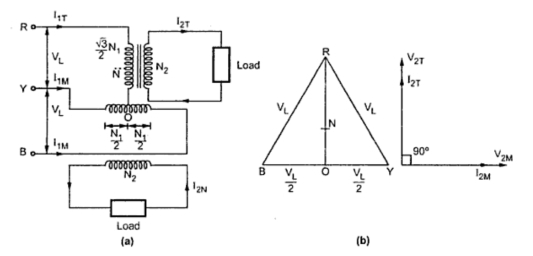 R
I1T
I2T
√3/2 N1
N
N2
Load
VL
Y
I1M
VL
O
B
I1M
N1/2
N1/2
N2
I2N
Load
(a)
R
VL
VL
N
B
O
Y
VL/2
VL/2
V2T
I2T
90°
V2M
I2M
(b)